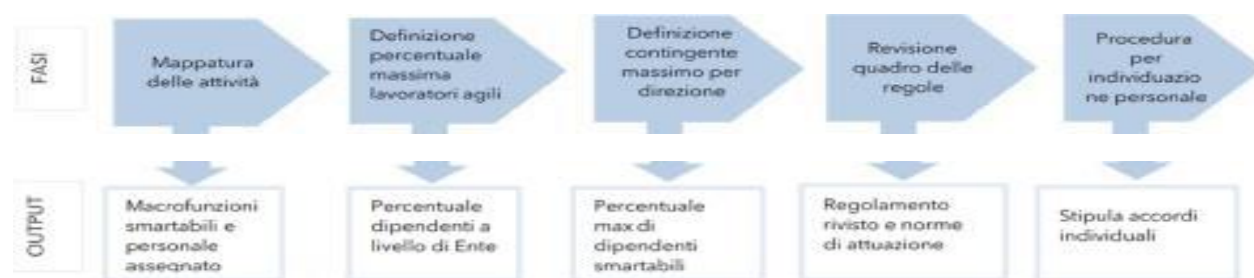 FASI
Mappatura
delle attività
Definizione
percentuale
massima
lavoratori agili
Definizione
contingente
massimo per
direzione
Revisione
quadro delle
regole
Procedura
per
individuazio
ne personale
OUTPUT
Macrofunzioni
smartabili e
personale
assegnato
Percentuale
dipendenti a
livello di Ente
Percentuale
max di
dipendenti
smartabili
Regolamento
rivisto e norme
di attuazione
Stipula accordi
individuali